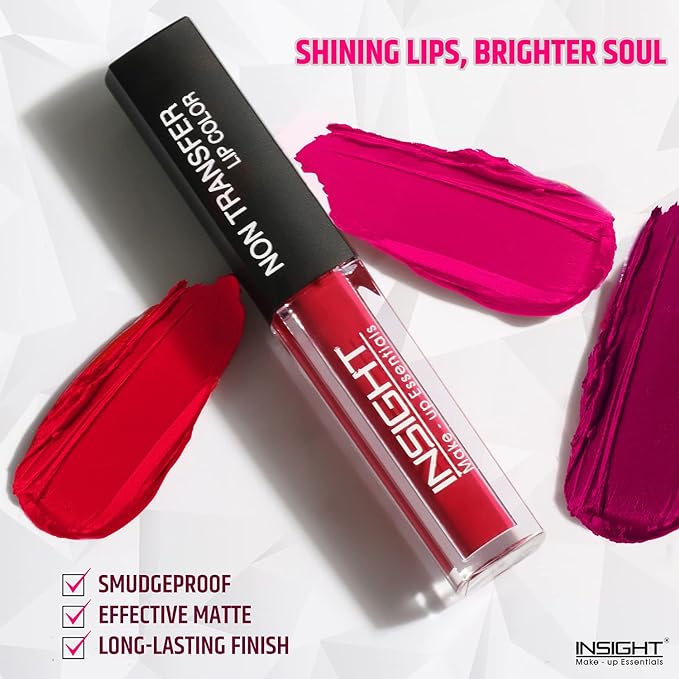 SHINING LIPS, BRIGHTER SOUL
NON TRANSFER
LIP COLOR
INSIGHT
Make - up Essentials
SMUDGEPROOF
EFFECTIVE MATTE
LONG-LASTING FINISH
INSIGHT®
Make - up Essentials